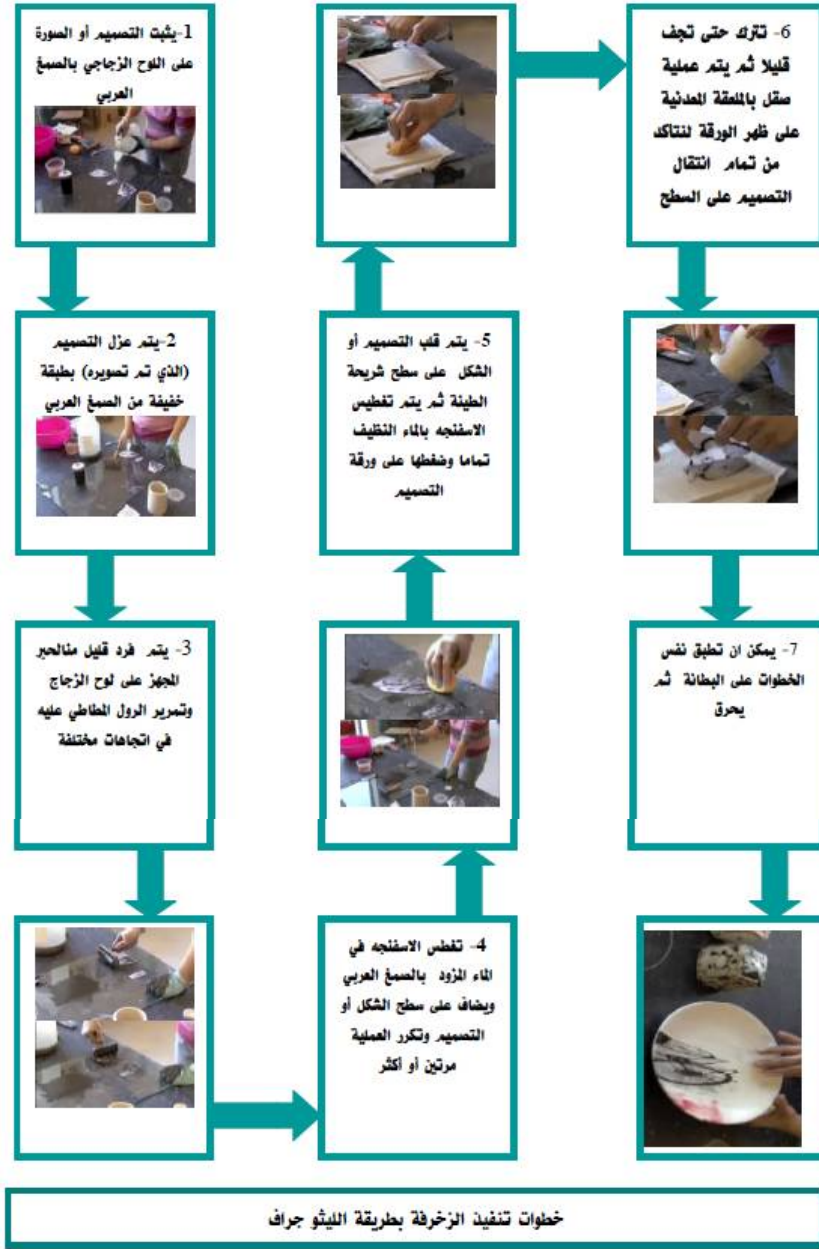 1-يثبت التصميم أو الصورة
على اللوح الزجاجي بالصمغ
العربي
2-يتم عزل التصميم
(الذي تم تصويره) بطبقة
خفيفة من الصمغ العربي
3- يتم فرد قليل منالحبر
المجهز على لوح الزجاج
وتمرير الرول المطاطي عليه
في اتجاهات مختلفة
4- تغطس الاسفنجه في
الماء المزود بالصمغ العربي
ويضاف على سطح الشكل أو
التصميم وتكرر العملية
مرتين أو أكثر
5- يتم قلب التصميم أو
الشكل على سطح شريحة
الطينة ثم يتم تغطيس
الاسفنجه بالماء النظيف
تماما وضغطها على ورقة
التصميم
6- تترك حتى تجف
قليلا ثم يتم عملية
صقل بالملعقة المعدنية
على ظهر الورقة لنتاكد
من تمام انتقال
التصميم على السطح
7- يمكن ان تطبق نفس
الخطوات على البطانة ثم
يحرق
خطوات تنفيذ الزخرفة بطريقة الليثو جراف